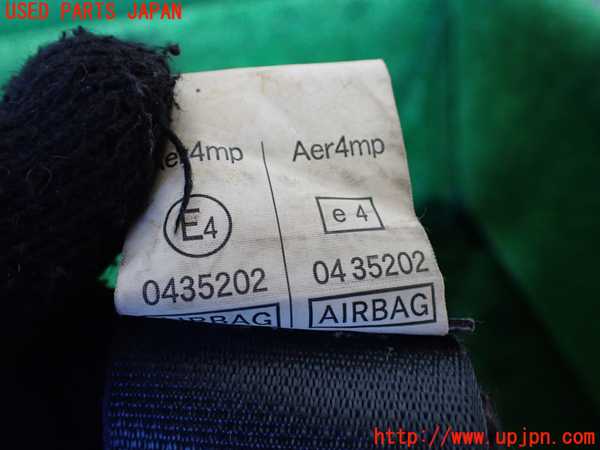 USED PARTS JAPAN
Aer4mp
E4
0435202
AIRBAG
Aer4mp
e 4
04 35202
AIRBAG
http://www.upjpn.com/